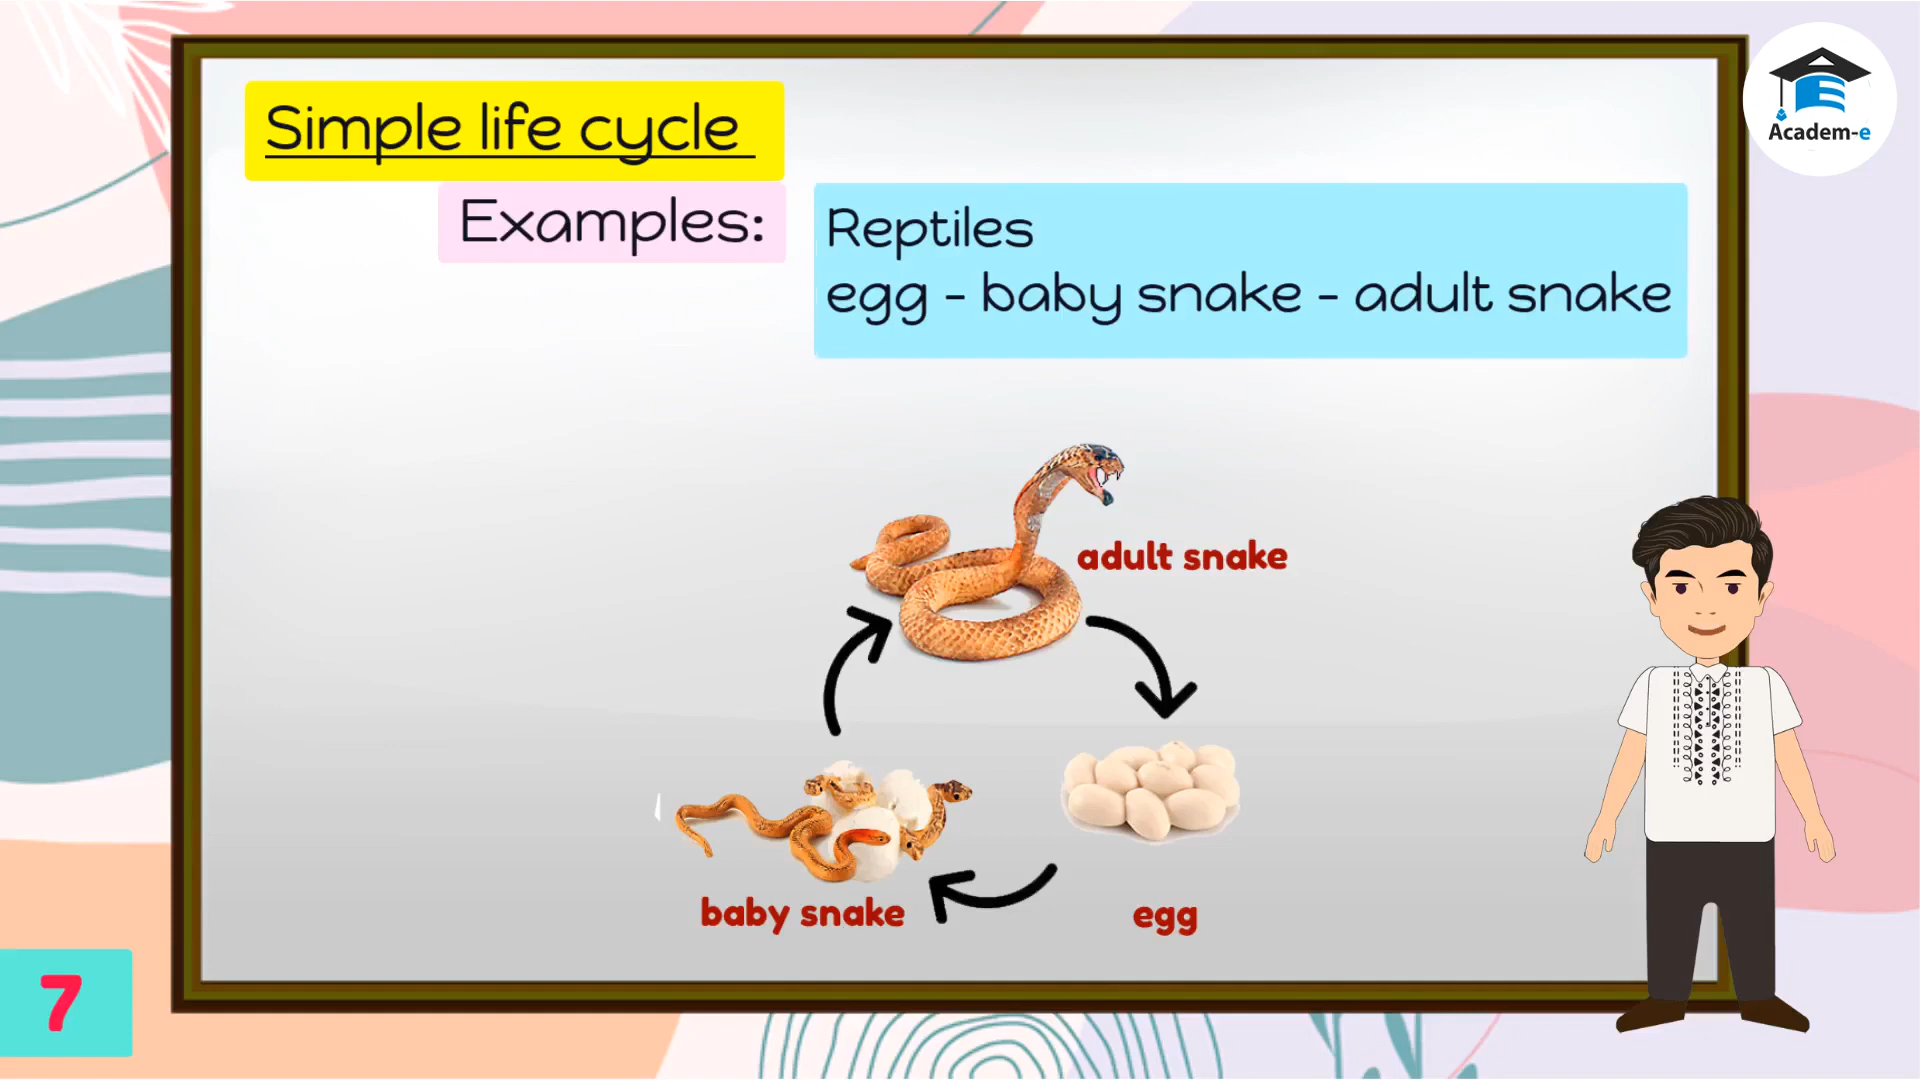 Simple life cycle
Examples:
Reptiles
egg - baby snake - adult snake
Academ-e
adult snake
baby snake
egg
7